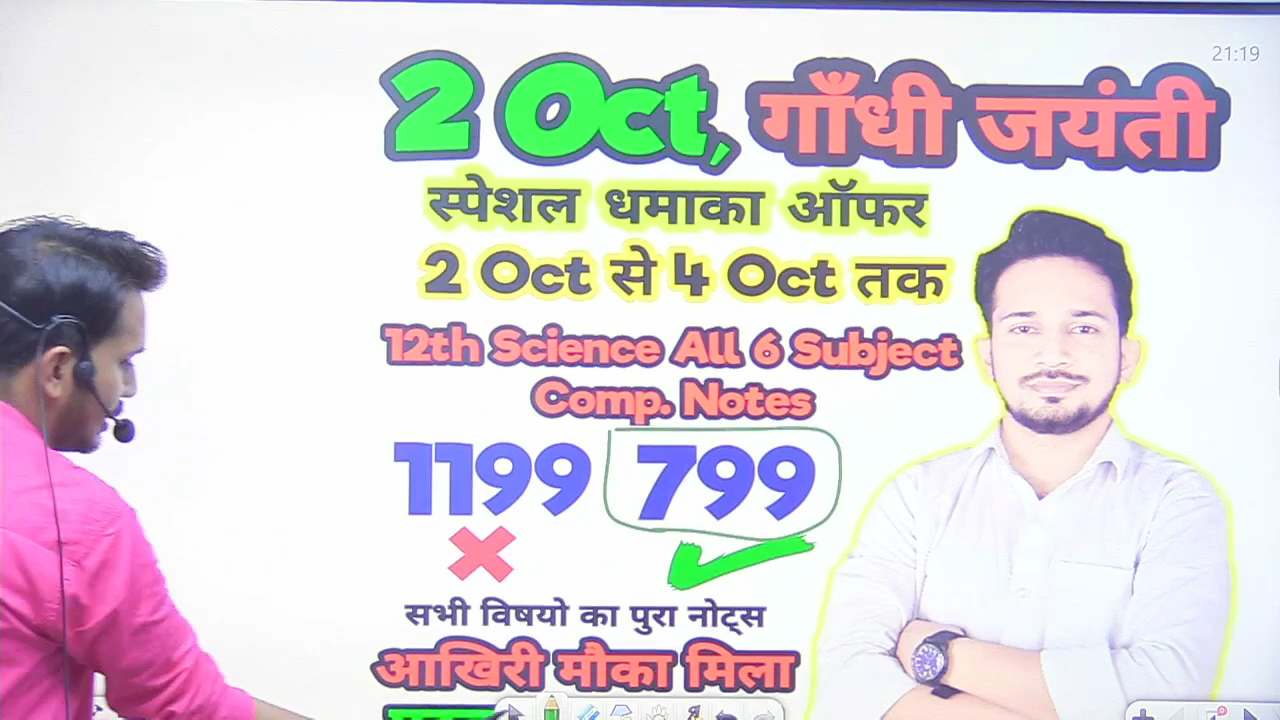 21:19
2 Oct, गाँधी जयंती
स्पेशल धमाका ऑफर
2 Oct से 4 Oct तक
12th Science All 6 Subject
Comp. Notes
1199 799
सभी विषयो का पुरा नोट्स
आखिरी मौका मिला